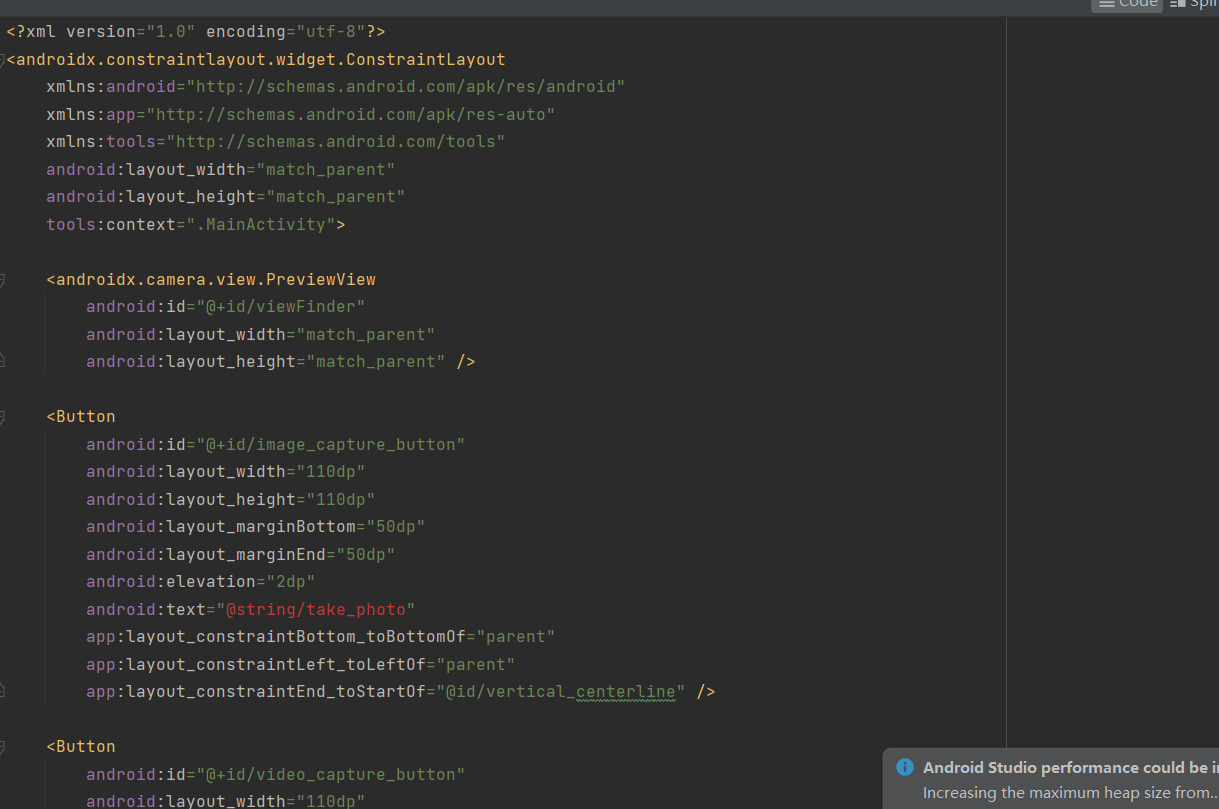 Code
<?xml version="1.0" encoding="utf-8"?>
<androidx.constraintlayout.widget.ConstraintLayout
xmlns:android="http://schemas.android.com/apk/res/android"
xmlns:app="http://schemas.android.com/apk/res-auto"
xmlns:tools="http://schemas.android.com/tools"
android:layout_width="match_parent"
android:layout_height="match_parent"
tools:context=".MainActivity">
<androidx.camera.view.PreviewView
android:id="@+id/viewFinder"
android:layout_width="match_parent"
android:layout_height="match_parent" />
<Button
android:id="@+id/image_capture_button"
android:layout_width="110dp"
android:layout_height="110dp"
android:layout_marginBottom="50dp"
android:layout_marginEnd="50dp"
android:elevation="2dp"
android:text="@string/take_photo"
app:layout_constraintBottom_toBottomOf="parent"
app:layout_constraintLeft_toLeftOf="parent"
app:layout_constraintEnd_toStartOf="@id/vertical_centerline" />
<Button
android:id="@+id/video_capture_button"
android:layout_width="110dp"
Android Studio performance could be
Increasing the maximum heap size from...